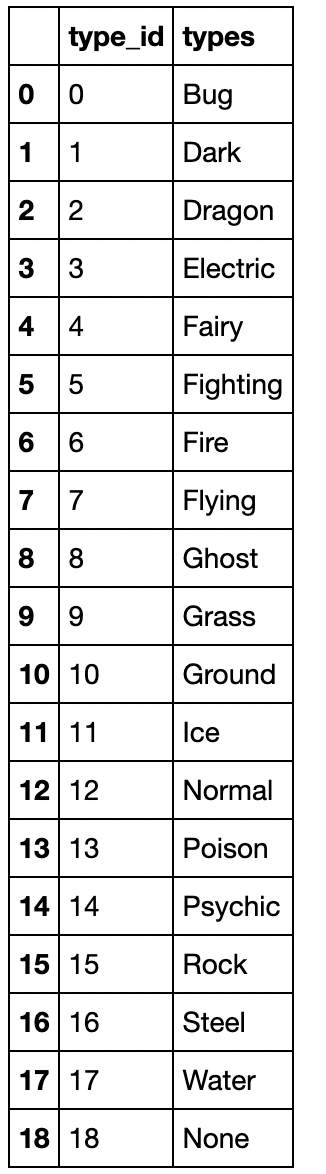 type_id types
0 0 Bug
1 1 Dark
2 2 Dragon
3 3 Electric
4 4 Fairy
5 5 Fighting
6 6 Fire
7 7 Flying
8 8 Ghost
9 9 Grass
10 10 Ground
11 11 Ice
12 12 Normal
13 13 Poison
14 14 Psychic
15 15 Rock
16 16 Steel
17 17 Water
18 18 None